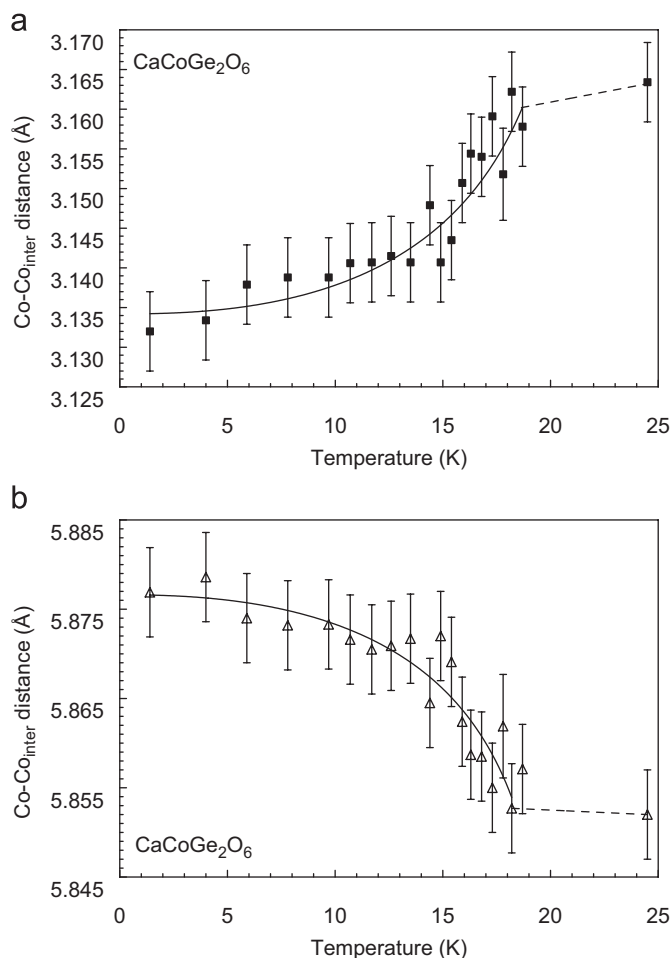 a
CaCoGe2O6
3.170
3.165
3.160
3.155
3.150
3.145
3.140
3.135
3.130
3.125
Co-Cointer distance (Å)
0 5 10 15 20 25
Temperature (K)
b
5.885
5.875
5.865
5.855
5.845
Co-Cointer distance (Å)
CaCoGe2O6
0 5 10 15 20 25
Temperature (K)